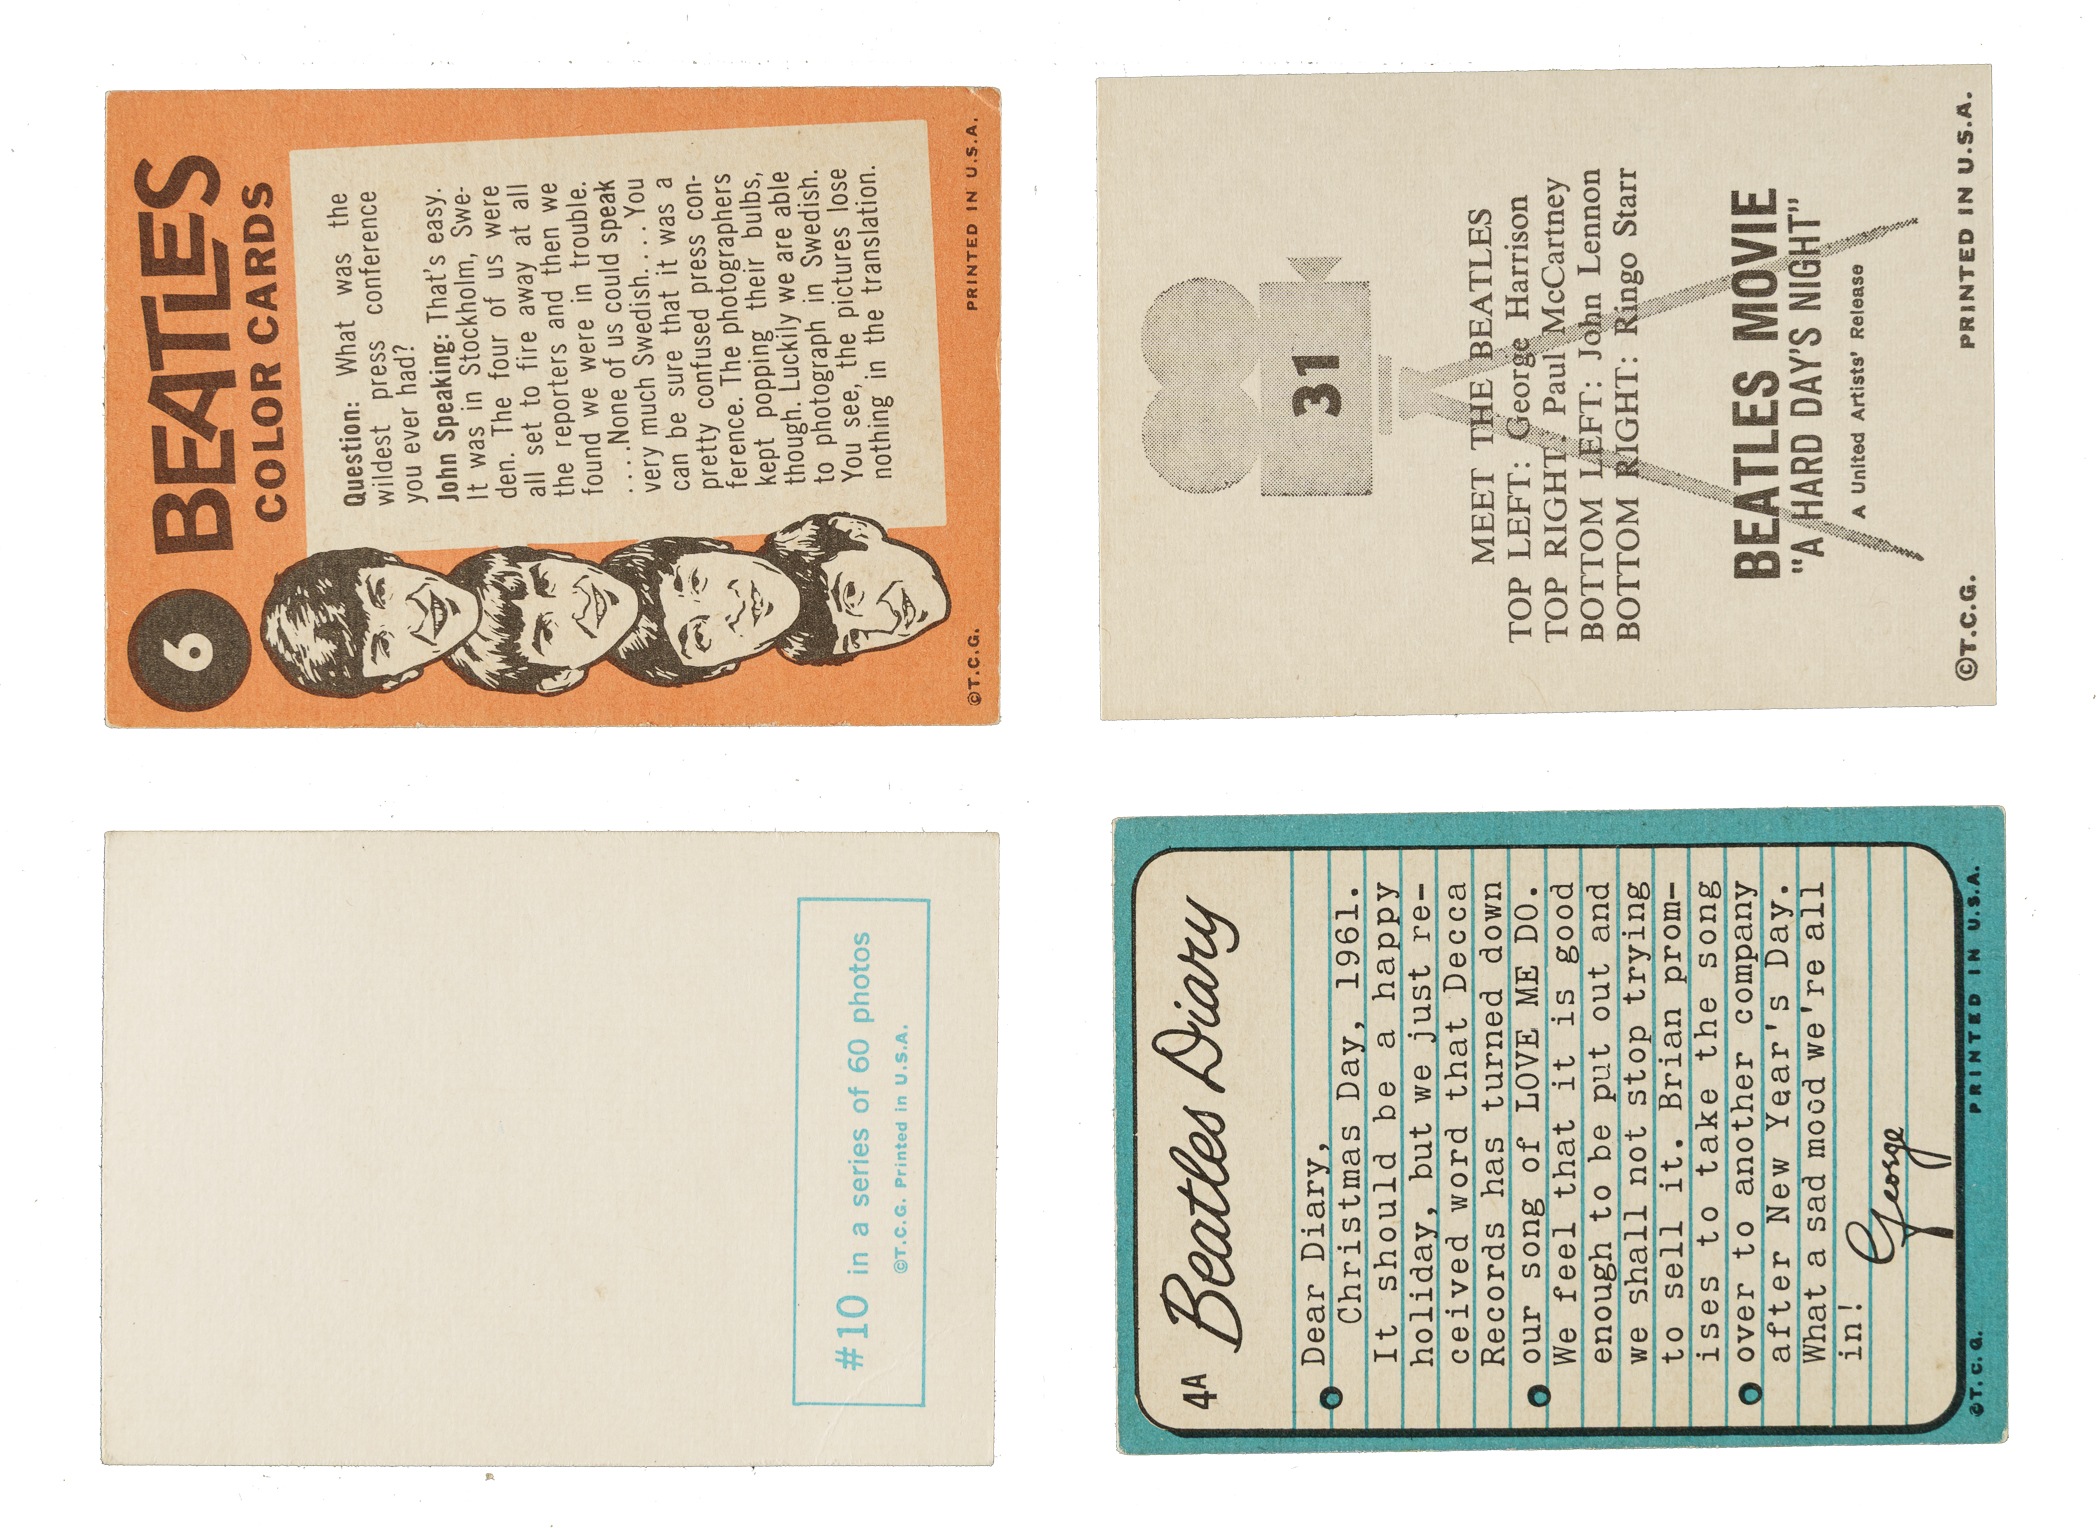 6
BEATLES
COLOR CARDS
Question: What was the
wildest press conference
you ever had?
John Speaking: That's easy.
It was in Stockholm, Swe-
den. The four of us were
all set to fire away at all
the reporters and then we
found we were in trouble.
....None of us could speak
very much Swedish.... You
can be sure that it was a
pretty confused press con-
ference. The photographers
kept popping their bulbs,
though. Luckily we are able
to photograph in Swedish.
You see, the pictures lose
nothing in the translation.
©T.C.G. PRINTED IN U.S.A.
31
MEET THE BEATLES
TOP LEFT: George Harrison
TOP RIGHT: Paul McCartney
BOTTOM LEFT: John Lennon
BOTTOM RIGHT: Ringo Starr
BEATLES MOVIE
"A HARD DAY'S NIGHT"
A United Artists' Release
©T.C.G. PRINTED IN U.S.A.
#10 in a series of 60 photos
©T.C.G. Printed in U.S.A.
4A Beatles Diary
Dear Diary,
Christmas Day, 1961.
It should be a happy
holiday, but we just re-
ceived word that Decca
Records has turned down
our song of LOVE ME DO.
We feel that it is good
enough to be put out and
we shall not stop trying
to sell it. Brian prom-
ises to take the song
over to another company
after New Year's Day.
What a sad mood we're all
in!
George
©T.C.G. PRINTED IN U.S.A.